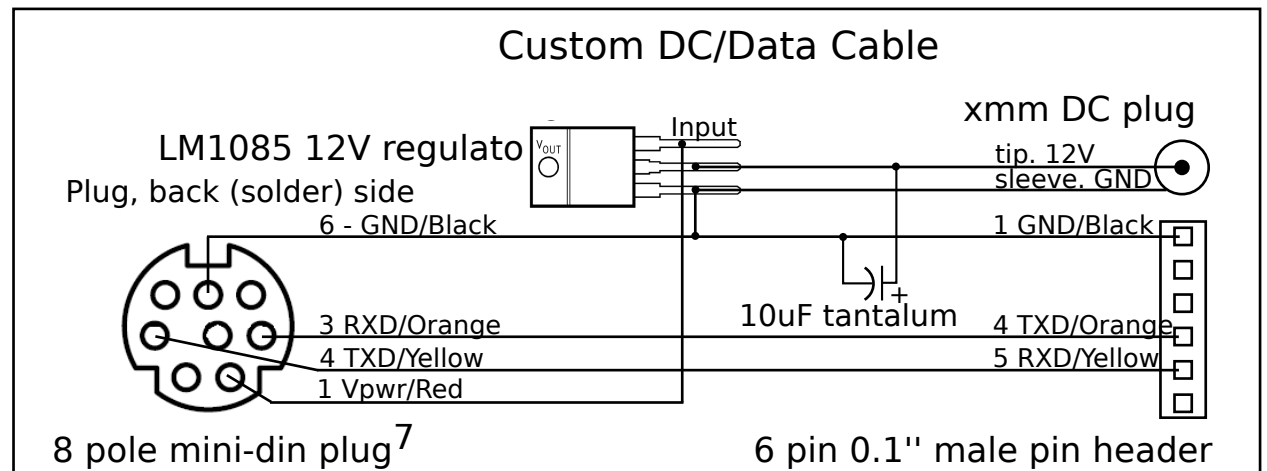 Custom DC/Data Cable
xmm DC plug
Input
LM1085 12V regulato
VOUT
tip. 12V
sleeve. GND
Plug, back (solder) side
6 - GND/Black
1 GND/Black
+
10uF tantalum
3 RXD/Orange
4 TXD/Orange
4 TXD/Yellow
5 RXD/Yellow
1 Vpwr/Red
8 pole mini-din plug7
6 pin 0.1'' male pin header